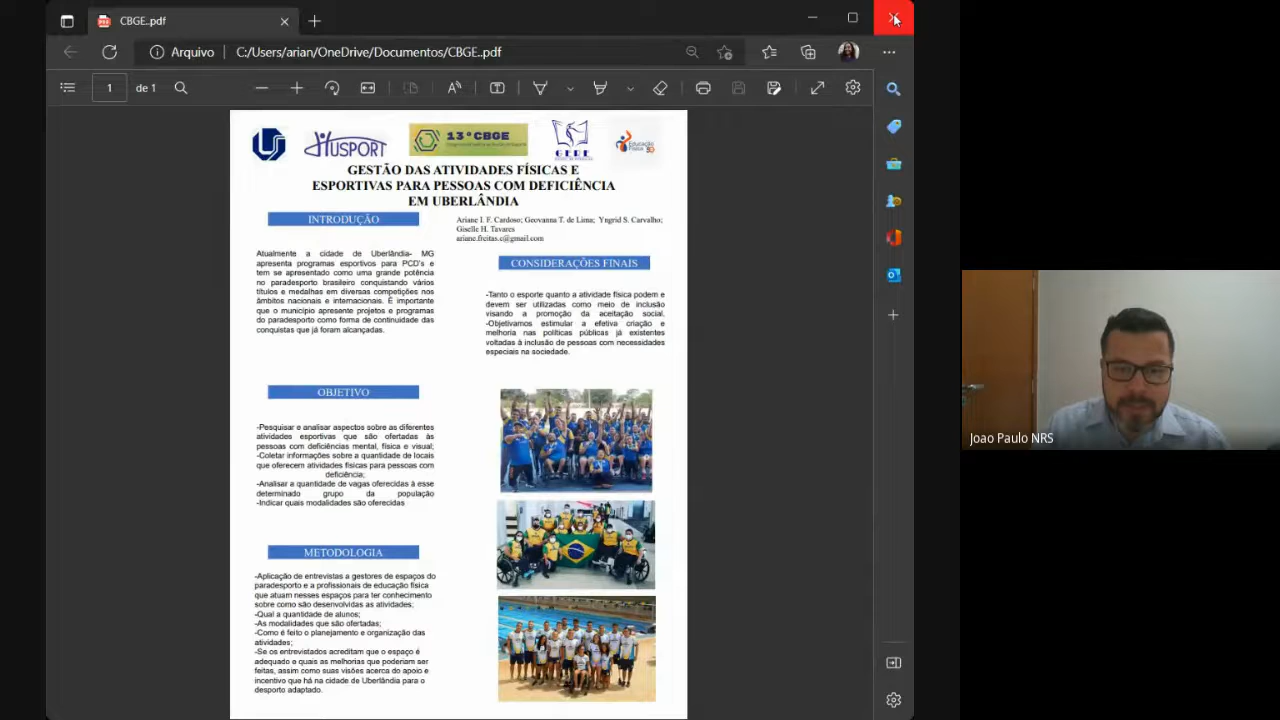 CBGE..pdf
Arquivo
C:/Users/arian/OneDrive/Documentos/CBGE..pdf
1
de 1
HUSPORT
13º CBGE
GEPE
Educação
Física
GESTÃO DAS ATIVIDADES FÍSICAS E
ESPORTIVAS PARA PESSOAS COM DEFICIÊNCIA
EM UBERLÂNDIA
INTRODUÇÃO
Atualmente a cidade de Uberlândia- MG
apresenta programas esportivos para PCD's e
tem se apresentado como uma grande potência
no paradesporto brasileiro conquistando vários
títulos e medalhas em diversas competições nos
âmbitos nacionais e internacionais. É importante
que o município apresente projetos e programas
do paradesporto como forma de continuidade das
conquistas que já foram alcançadas.
OBJETIVO
-Pesquisar e analisar aspectos sobre as diferentes
atividades esportivas que são ofertadas às
pessoas com deficiências mental, física e visual;
-Coletar informações sobre a quantidade de locais
que oferecem atividades físicas para pessoas com
deficiência;
-Analisar a quantidade de vagas oferecidas à esse
determinado grupo da população
-Indicar quais modalidades são oferecidas
METODOLOGIA
-Aplicação de entrevistas a gestores de espaços do
paradesporto e a profissionais de educação física
que atuam nesses espaços para ter conhecimento
sobre como são desenvolvidas as atividades;
-Qual a quantidade de alunos;
-As modalidades que são ofertadas;
-Como é feito o planejamento e organização das
atividades;
-Se os entrevistados acreditam que o espaço é
adequado e quais as melhorias que poderiam ser
feitas, assim como suas visões acerca do apoio e
incentivo que há na cidade de Uberlândia para o
desporto adaptado.
Ariane I. F. Cardoso; Geovanna T. de Lima; Yngrid S. Carvalho;
Giselle H. Tavares
ariane.freitas.c@gmail.com
CONSIDERAÇÕES FINAIS
-Tanto o esporte quanto a atividade física podem e
devem ser utilizadas como meio de inclusão
visando a promoção da aceitação social.
-Objetivamos estimular a efetiva criação e
melhoria nas políticas públicas já existentes
voltadas à inclusão de pessoas com necessidades
especiais na sociedade.
Joao Paulo NRS